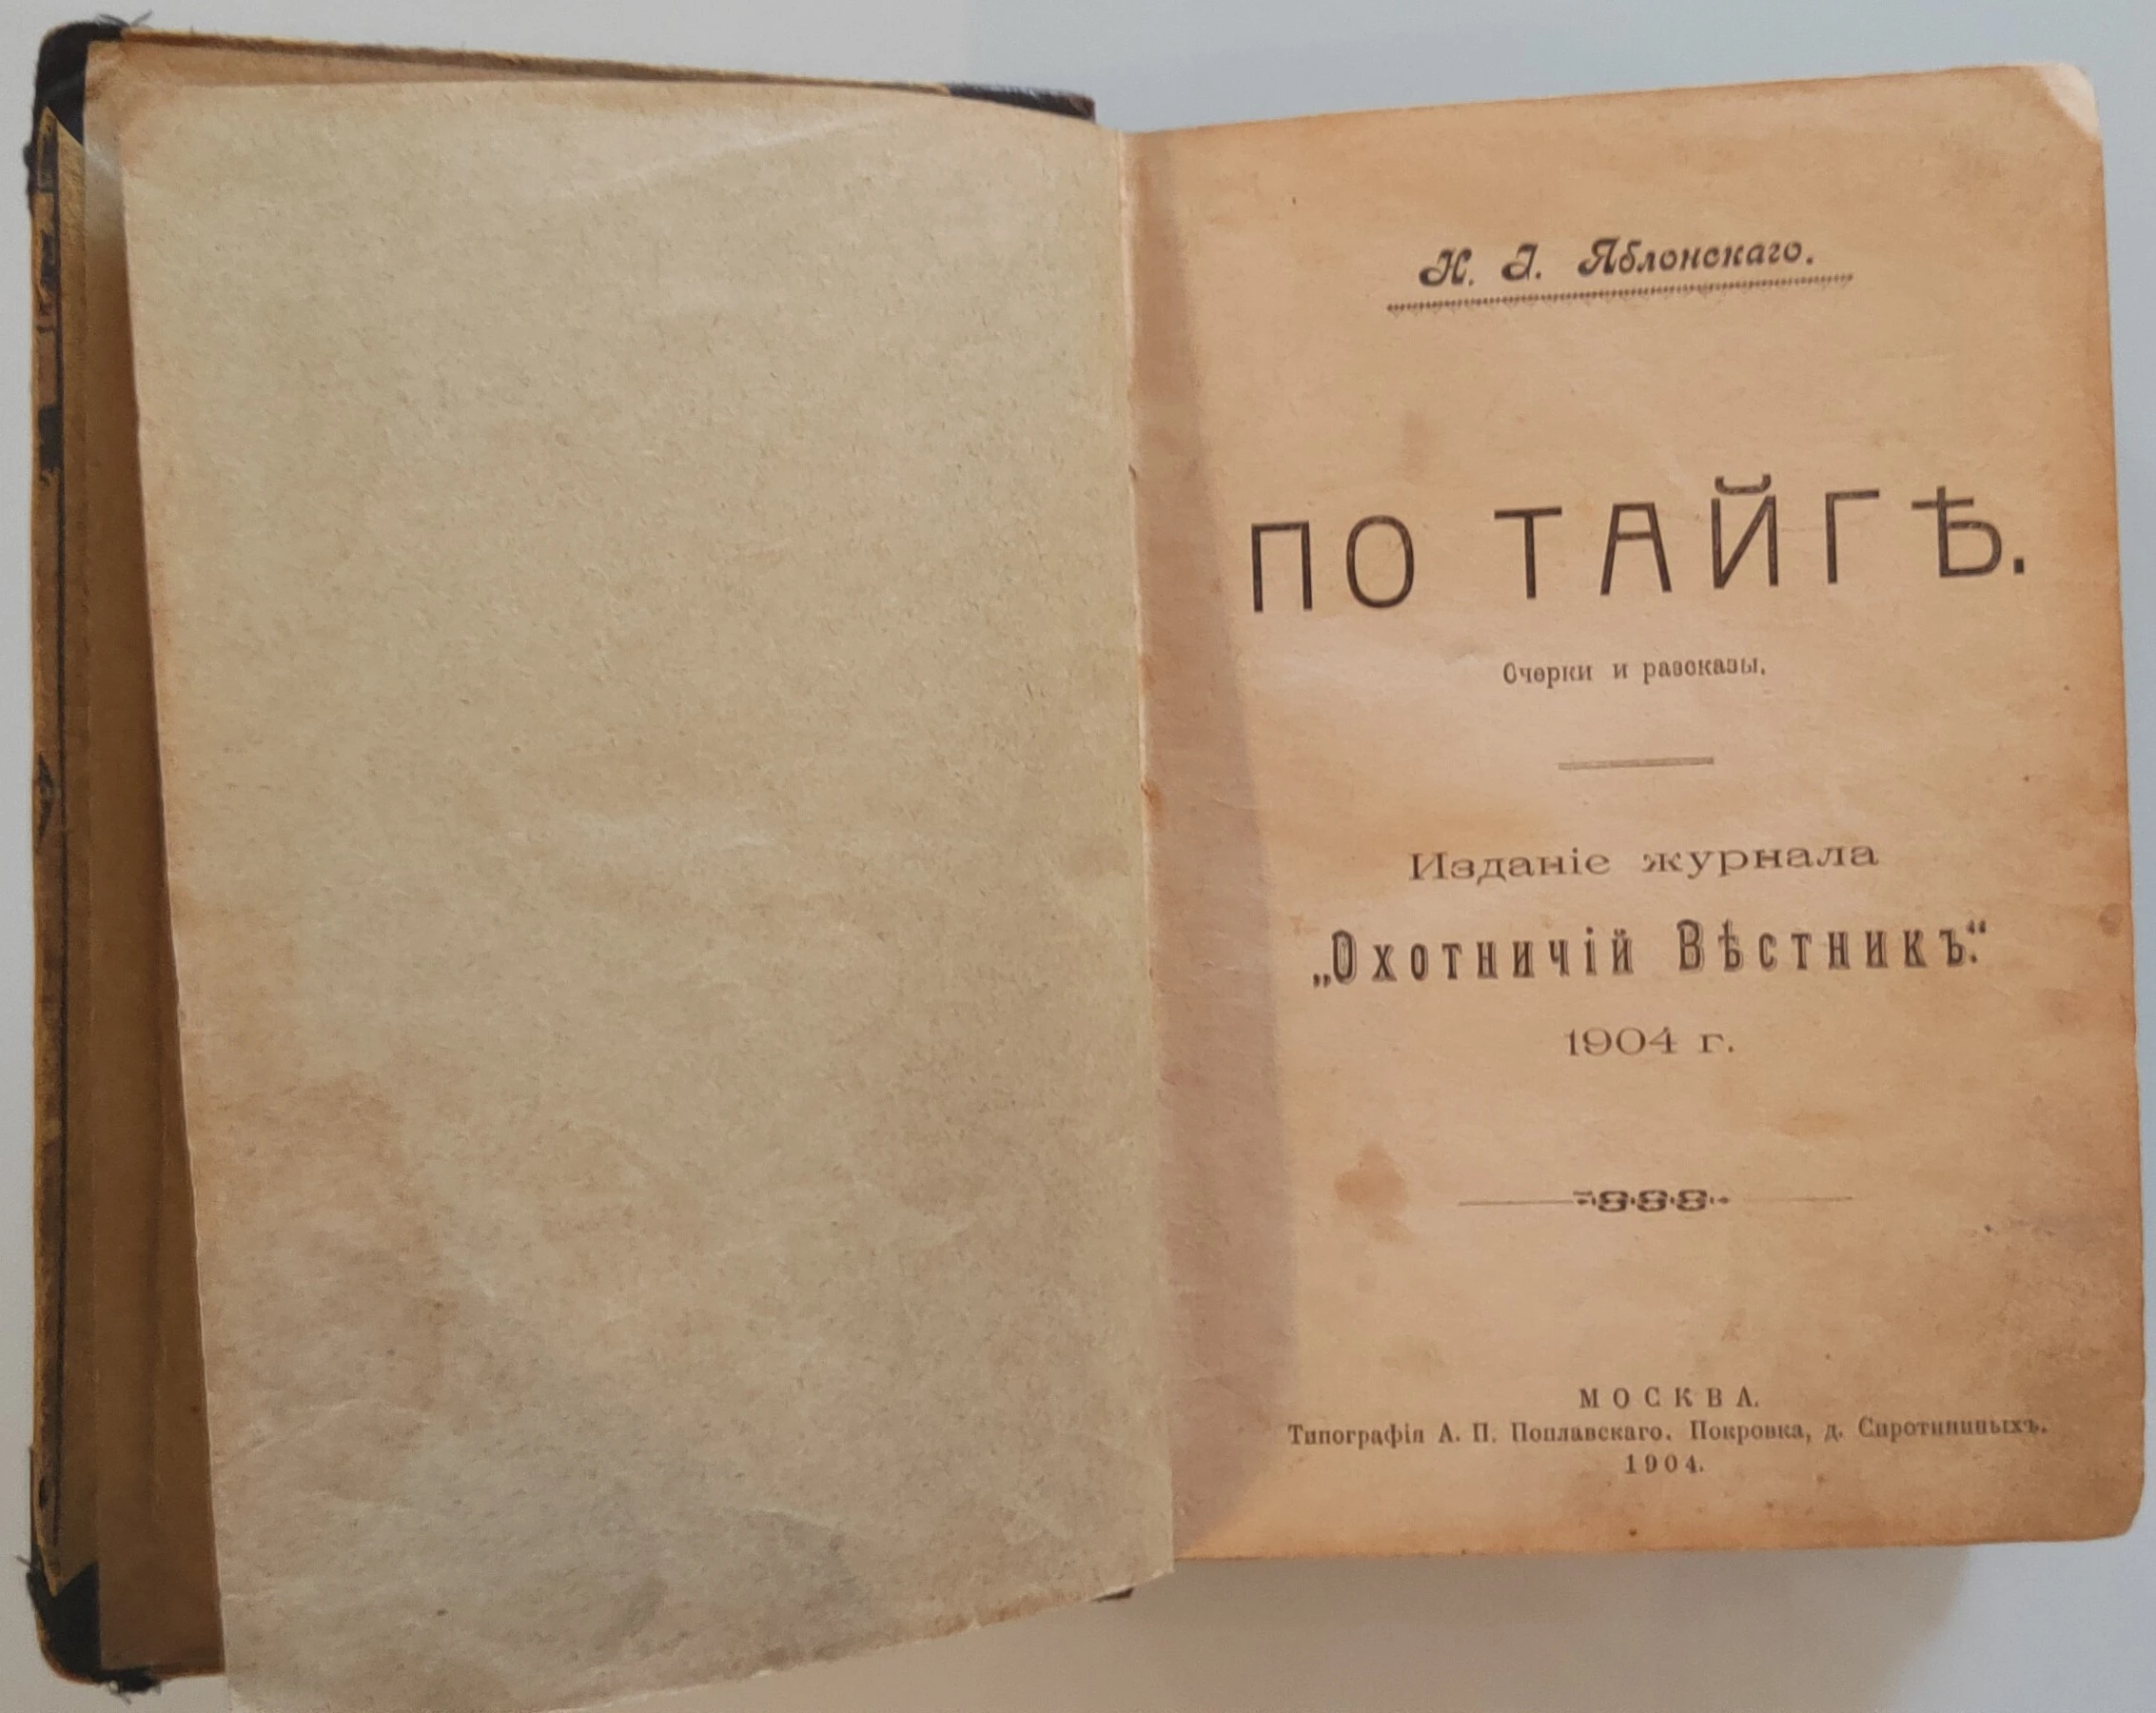 Н. І. Яблонскаго.
ПО ТАЙГѢ.
Очерки и разсказы.
Изданіе журнала
„Охотничій Вѣстникъ“.
1904 г.
МОСКВА.
Типографія А. П. Поплавскаго. Покровка, д. Сиротининыхъ.
1904.